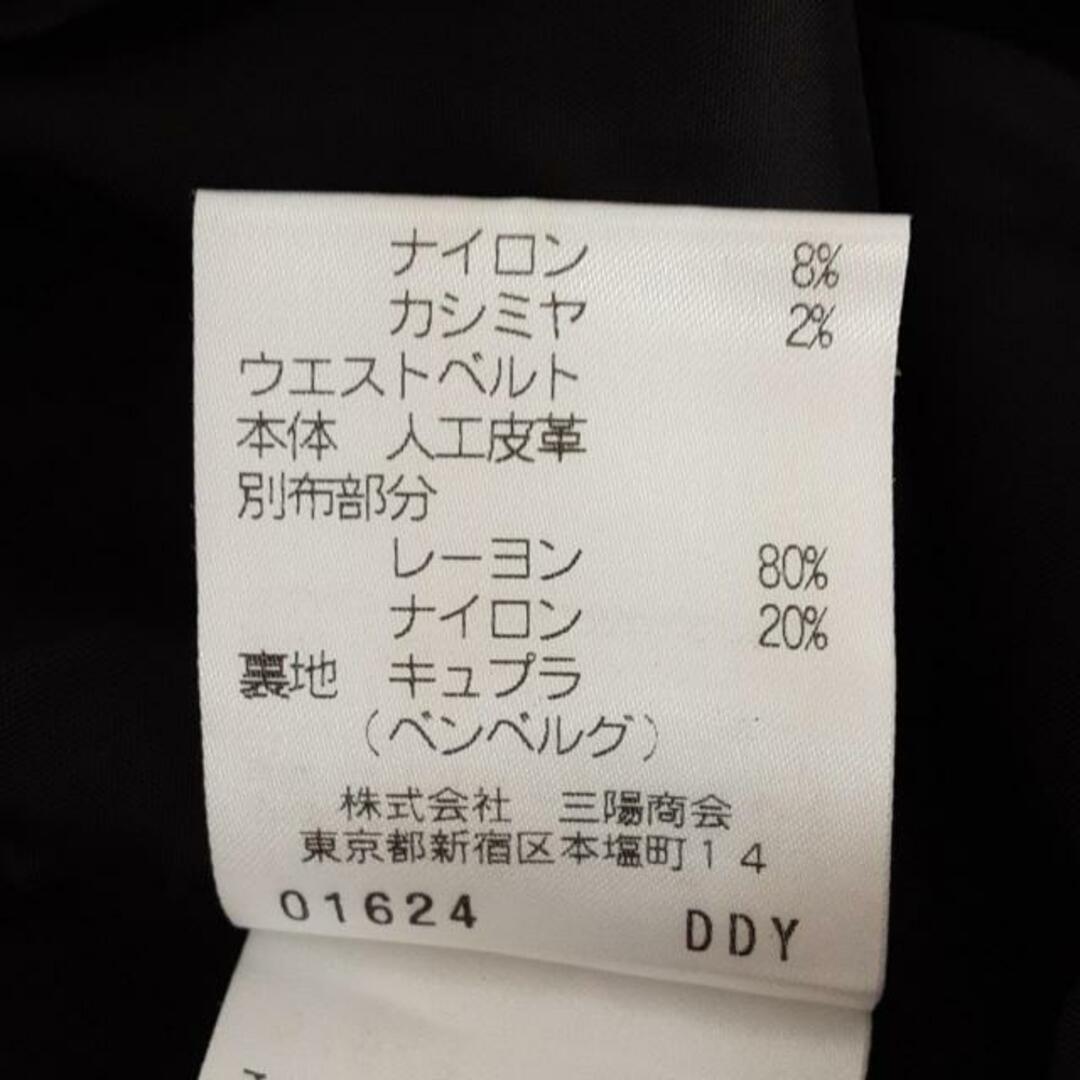 ナイロン 8%
カシミヤ 2%
ウエストベルト
本体 人工皮革
別布部分
レーヨン 80%
ナイロン 20%
裏地 キュプラ
(ベンベルグ)
株式会社 三陽商会
東京都新宿区本塩町14
01624 DDY